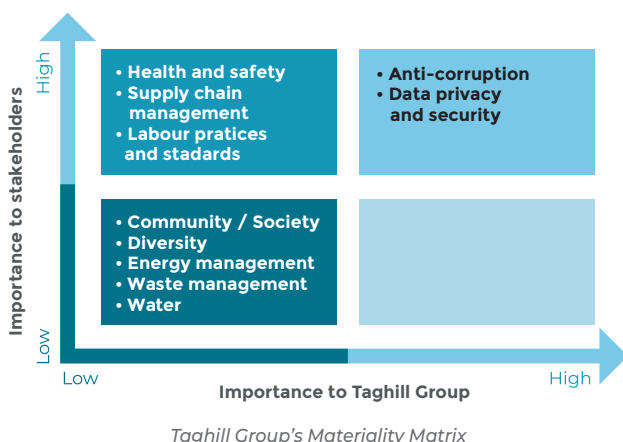 High
Importance to stakeholders
Low
• Health and safety
• Supply chain
management
• Labour pratices
and stadards
• Anti-corruption
• Data privacy
and security
• Community / Society
• Diversity
• Energy management
• Waste management
• Water
Low
Importance to Taghill Group
High
Taghill Group's Materiality Matrix